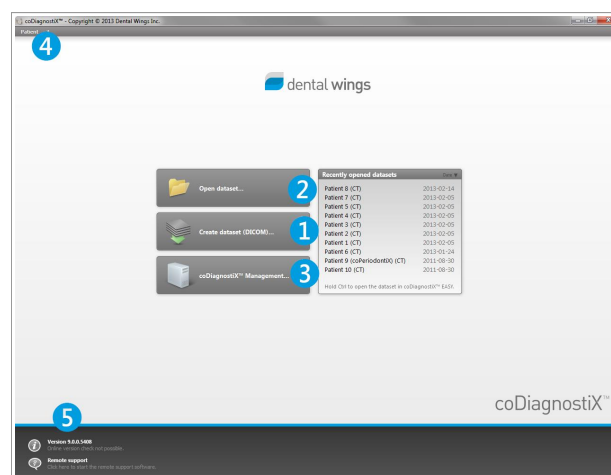 coDiagnostiX™ - Copyright © 2013 Dental Wings Inc.
Patient ?
4
dental wings
Open dataset... 2
Create dataset (DICOM)... 1
coDiagnostiX™ Management... 3
Recently opened datasets Date ▼
Patient 8 (CT) 2013-02-14
Patient 7 (CT) 2013-02-05
Patient 5 (CT) 2013-02-05
Patient 4 (CT) 2013-02-05
Patient 3 (CT) 2013-02-05
Patient 2 (CT) 2013-02-05
Patient 1 (CT) 2013-02-05
Patient 6 (CT) 2013-01-24
Patient 9 (coPeriodontiX) (CT) 2011-08-30
Patient 10 (CT) 2011-08-30
Hold Ctrl to open the dataset in coDiagnostiX™ EASY.
coDiagnostiX™
5
Version 9.0.0.5408
Online version check not possible.
Remote support
Click here to start the remote support software.